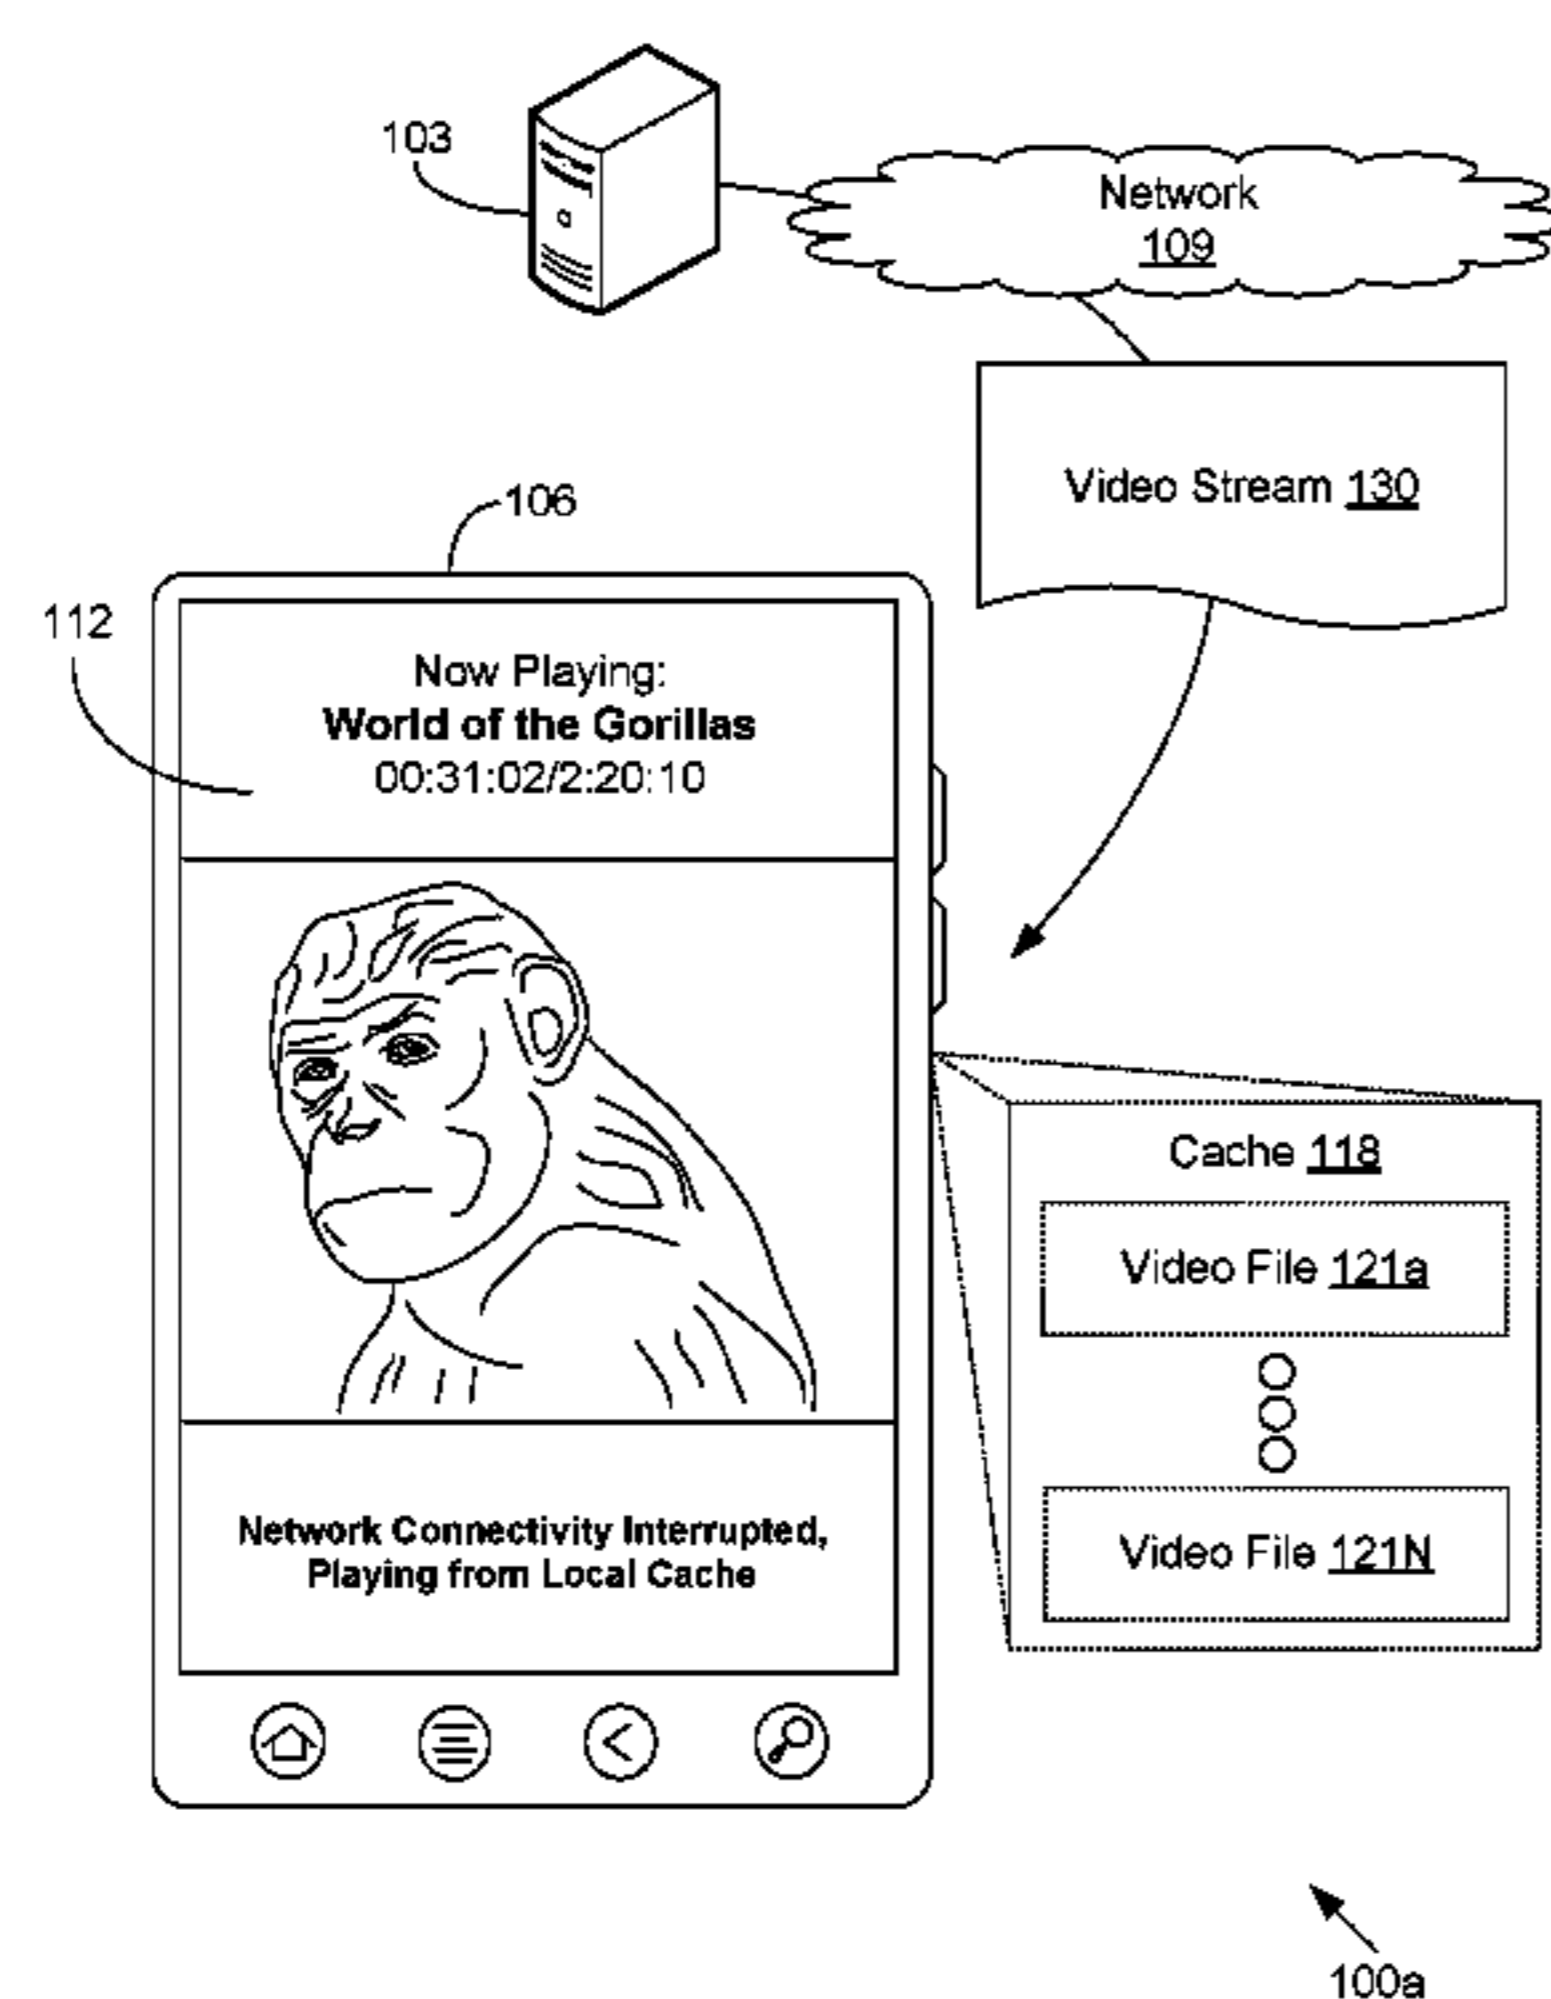 103
Network
109
Video Stream 130
106
112
Now Playing:
World of the Gorillas
00:31:02/2:20:10
Cache 118
Video File 121a
Video File 121N
Network Connectivity Interrupted,
Playing from Local Cache
100a